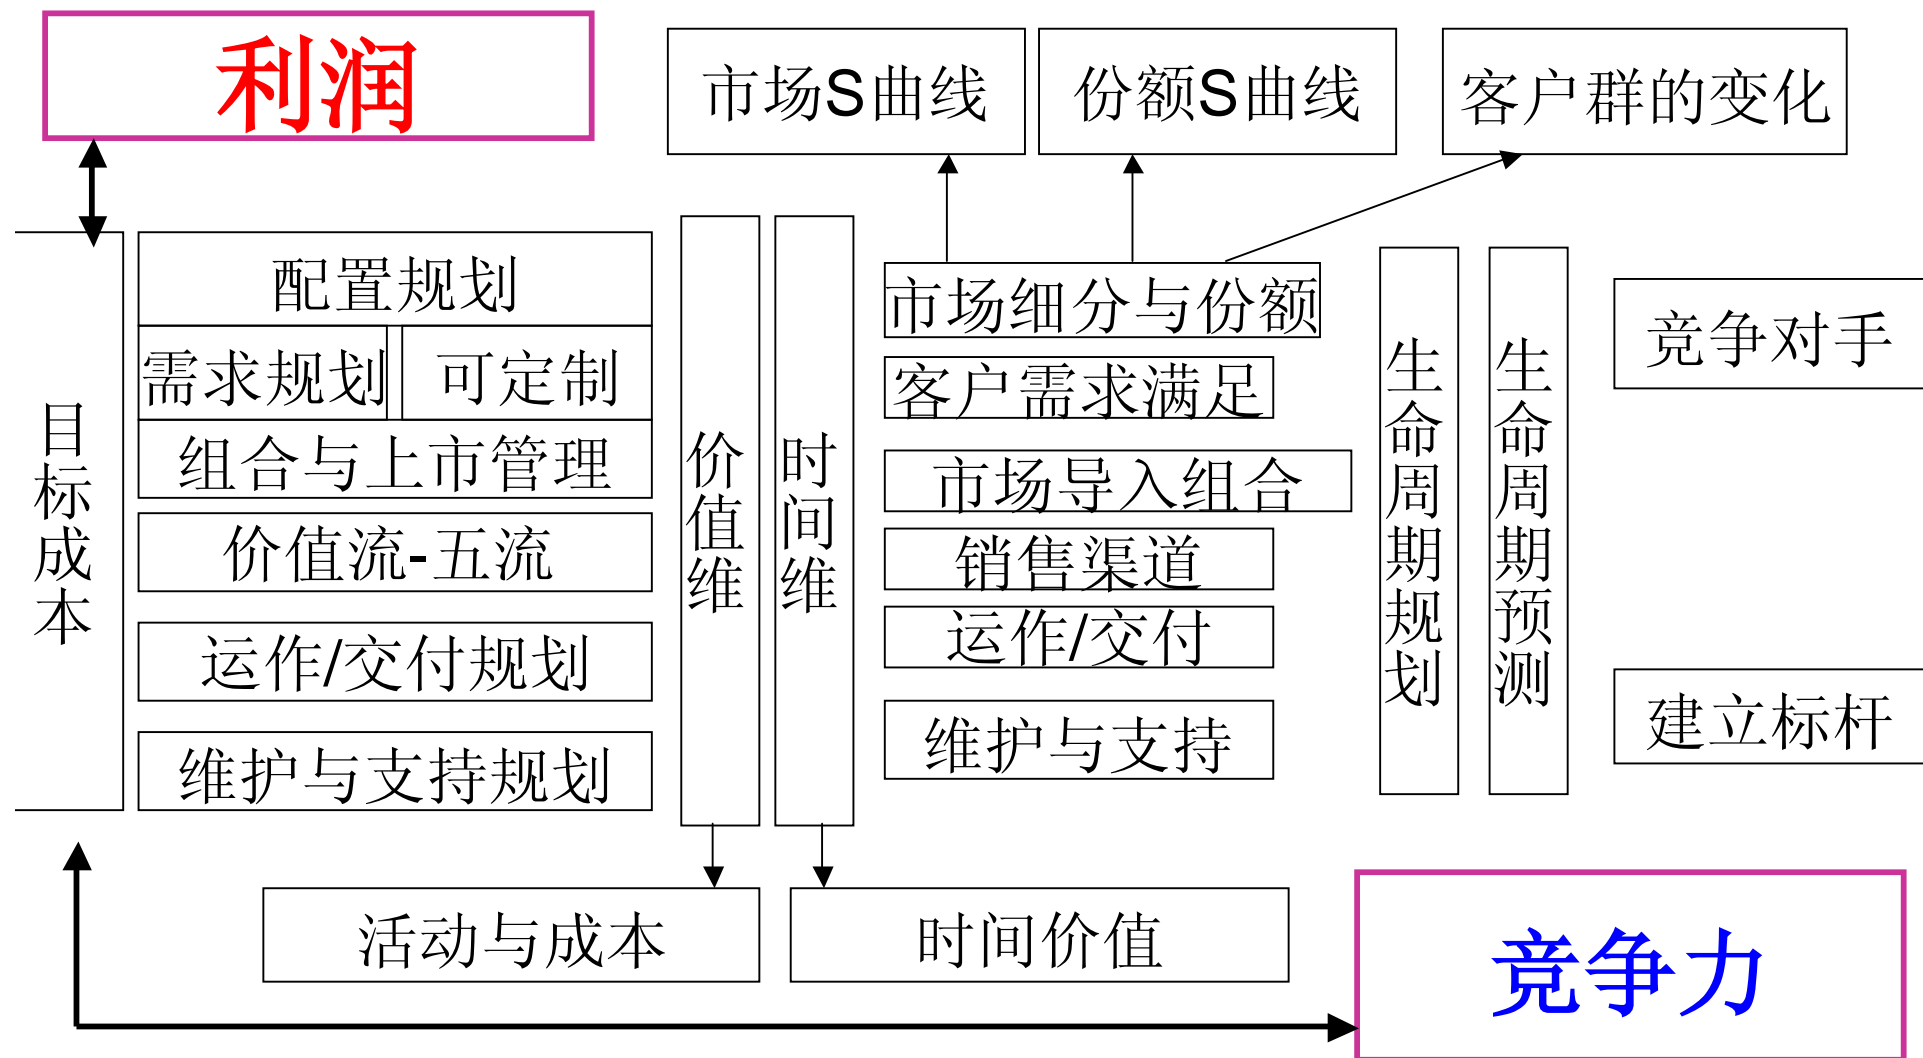 利润
市场S曲线
份额S曲线
客户群的变化
目标成本
配置规划
需求规划
可定制
组合与上市管理
价值流-五流
运作/交付规划
维护与支持规划
价值维
时间维
市场细分与份额
客户需求满足
市场导入组合
销售渠道
运作/交付
维护与支持
生命周期规划
生命周期预测
竞争对手
建立标杆
活动与成本
时间价值
竞争力